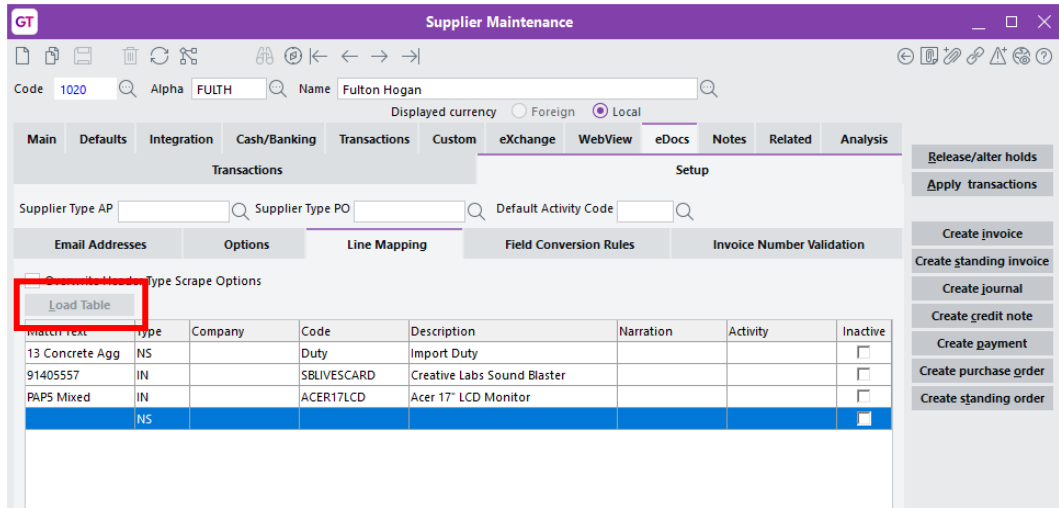 GT Supplier Maintenance
Code 1020 Alpha FULTH Name Fulton Hogan
Displayed currency Foreign Local
Main Defaults Integration Cash/Banking Transactions Custom eXchange WebView eDocs Notes Related Analysis
Transactions Setup
Supplier Type AP Supplier Type PO Default Activity Code
Email Addresses Options Line Mapping Field Conversion Rules Invoice Number Validation
Overwrite Header Type Scrape Options
Load Table
Match Text Type Company Code Description Narration Activity Inactive
13 Concrete Agg NS Duty Import Duty
91405557 IN SBLIVESCARD Creative Labs Sound Blaster
PAP5 Mixed IN ACER17LCD Acer 17" LCD Monitor
NS
Release/alter holds
Apply transactions
Create invoice
Create standing invoice
Create journal
Create credit note
Create payment
Create purchase order
Create standing order